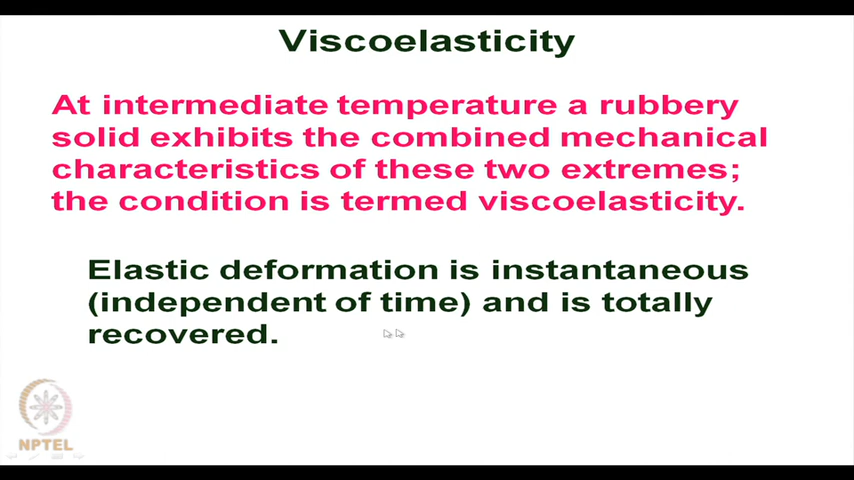 Viscoelasticity
At intermediate temperature a rubbery
solid exhibits the combined mechanical
characteristics of these two extremes;
the condition is termed viscoelasticity.
Elastic deformation is instantaneous
(independent of time) and is totally
recovered.
NPTEL